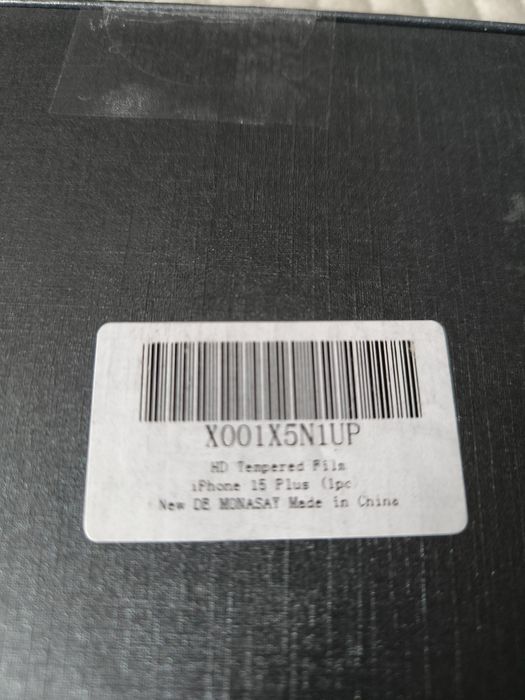 X001X5N1UP
HD Tempered Film
iPhone 15 Plus (1pc
New DE MONASAY Made in China